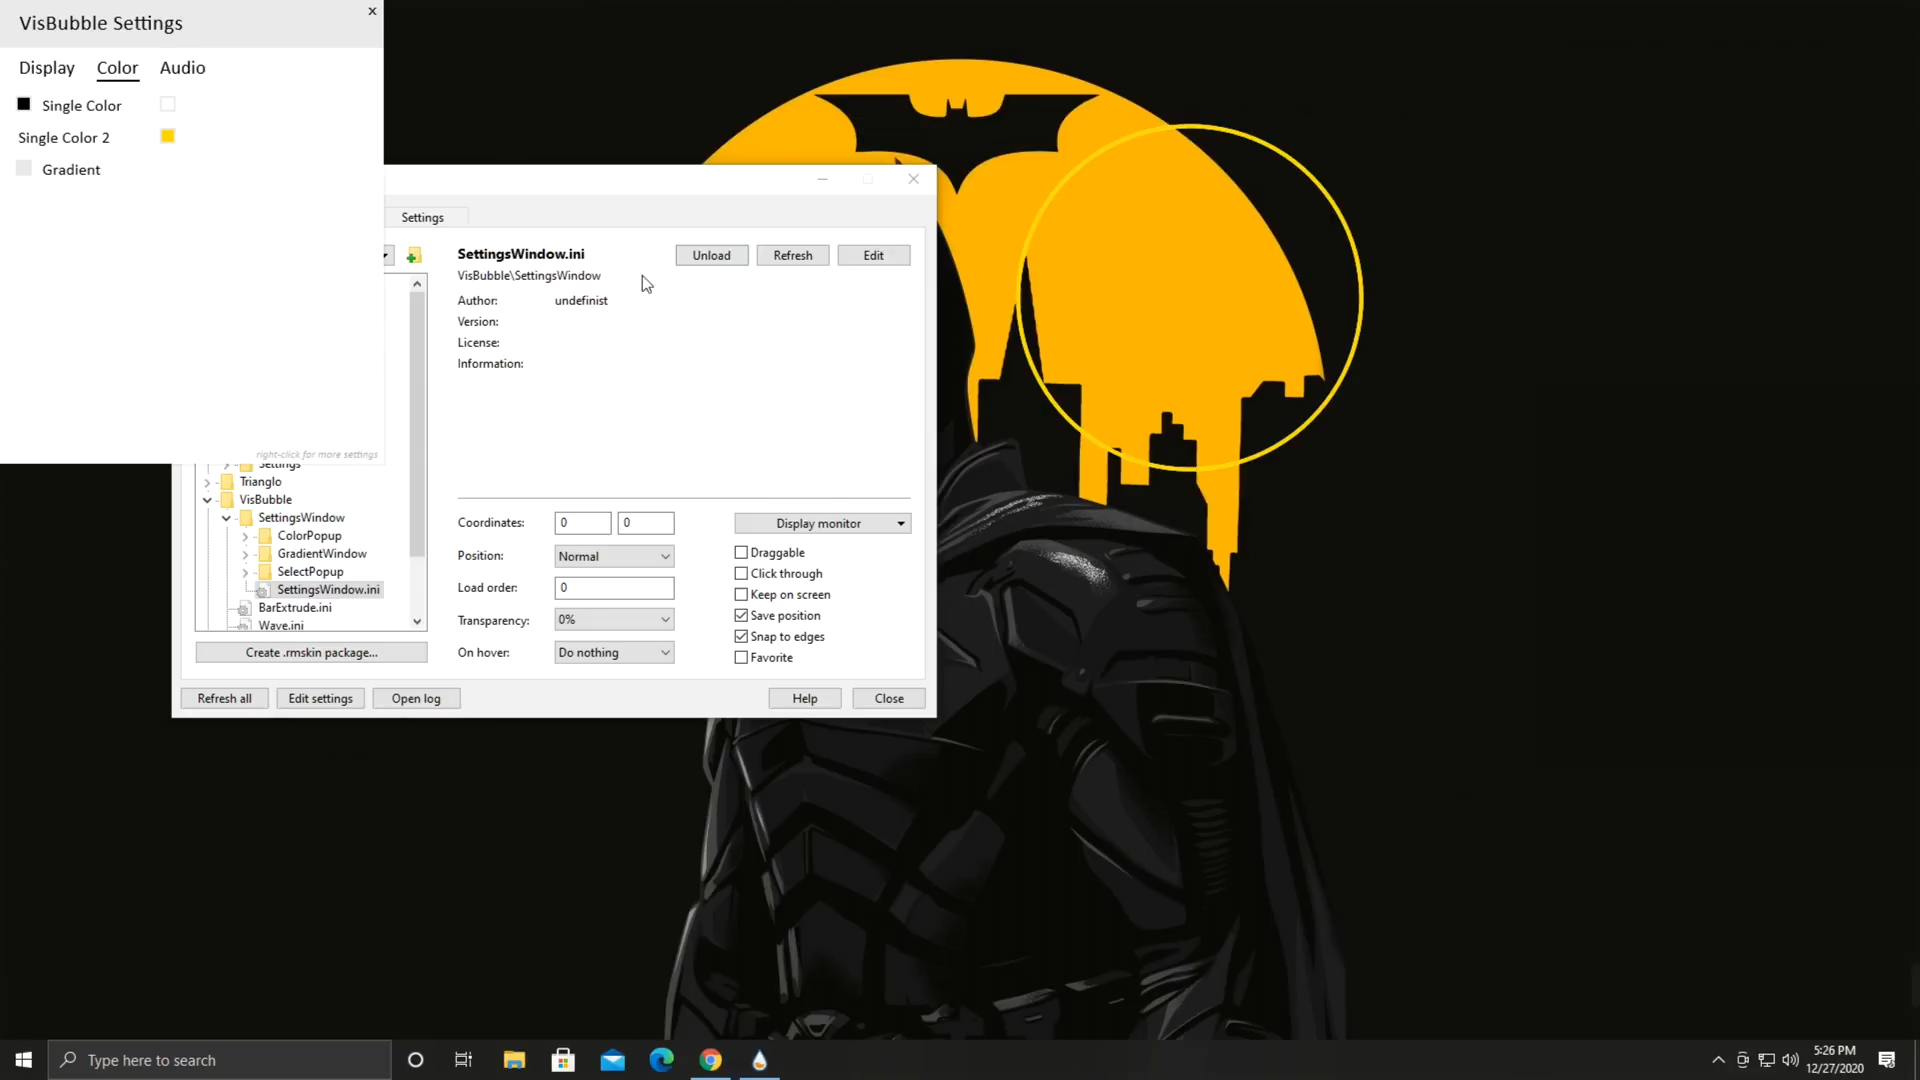 VisBubble Settings
×
Display Color Audio
Single Color
Single Color 2
Gradient
right-click for more settings
Settings
SettingsWindow.ini
Unload Refresh Edit
VisBubble\SettingsWindow
Author: undefinist
Version:
License:
Information:
Settings
Trianglo
VisBubble
SettingsWindow
ColorPopup
GradientWindow
SelectPopup
SettingsWindow.ini
BarExtrude.ini
Wave.ini
Create .rmskin package...
Coordinates: 0 0
Position: Normal
Load order: 0
Transparency: 0%
On hover: Do nothing
Display monitor
Draggable
Click through
Keep on screen
Save position
Snap to edges
Favorite
Refresh all Edit settings Open log Help Close
Type here to search
5:26 PM
12/27/2020